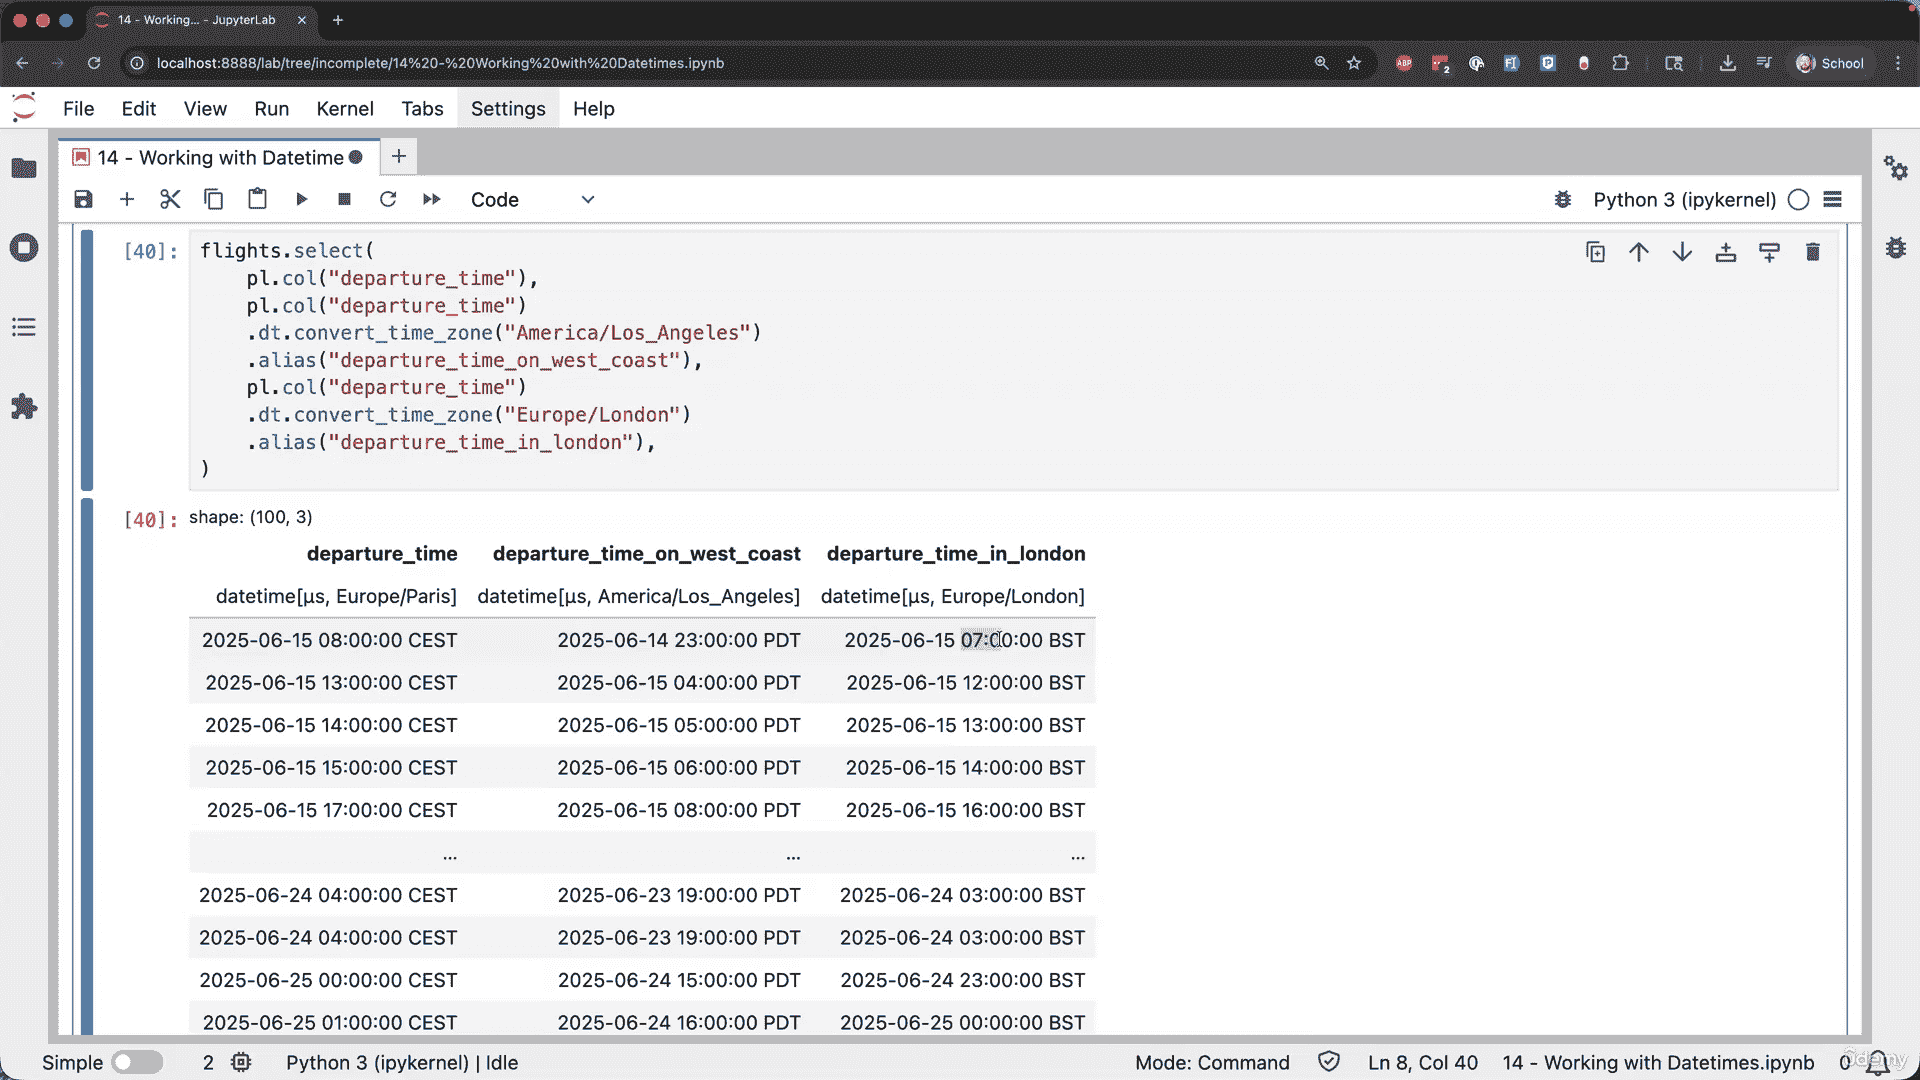 14 - Working... - JupyterLab
localhost:8888/lab/tree/incomplete/14%20-%20Working%20with%20Datetimes.ipynb
ABP
2
School
File Edit View Run Kernel Tabs Settings Help
14 - Working with Datetime
Code
Python 3 (ipykernel)
[40]:
flights.select(
    pl.col("departure_time"),
    pl.col("departure_time")
    .dt.convert_time_zone("America/Los_Angeles")
    .alias("departure_time_on_west_coast"),
    pl.col("departure_time")
    .dt.convert_time_zone("Europe/London")
    .alias("departure_time_in_london"),
)
[40]: shape: (100, 3)
departure_time departure_time_on_west_coast departure_time_in_london
datetime[μs, Europe/Paris] datetime[μs, America/Los_Angeles] datetime[μs, Europe/London]
2025-06-15 08:00:00 CEST 2025-06-14 23:00:00 PDT 2025-06-15 07:00:00 BST
2025-06-15 13:00:00 CEST 2025-06-15 04:00:00 PDT 2025-06-15 12:00:00 BST
2025-06-15 14:00:00 CEST 2025-06-15 05:00:00 PDT 2025-06-15 13:00:00 BST
2025-06-15 15:00:00 CEST 2025-06-15 06:00:00 PDT 2025-06-15 14:00:00 BST
2025-06-15 17:00:00 CEST 2025-06-15 08:00:00 PDT 2025-06-15 16:00:00 BST
... ... ...
2025-06-24 04:00:00 CEST 2025-06-23 19:00:00 PDT 2025-06-24 03:00:00 BST
2025-06-24 04:00:00 CEST 2025-06-23 19:00:00 PDT 2025-06-24 03:00:00 BST
2025-06-25 00:00:00 CEST 2025-06-24 15:00:00 PDT 2025-06-24 23:00:00 BST
2025-06-25 01:00:00 CEST 2025-06-24 16:00:00 PDT 2025-06-25 00:00:00 BST
Simple 2 Python 3 (ipykernel) | Idle Mode: Command Ln 8, Col 40 14 - Working with Datetimes.ipynb 0
udemy